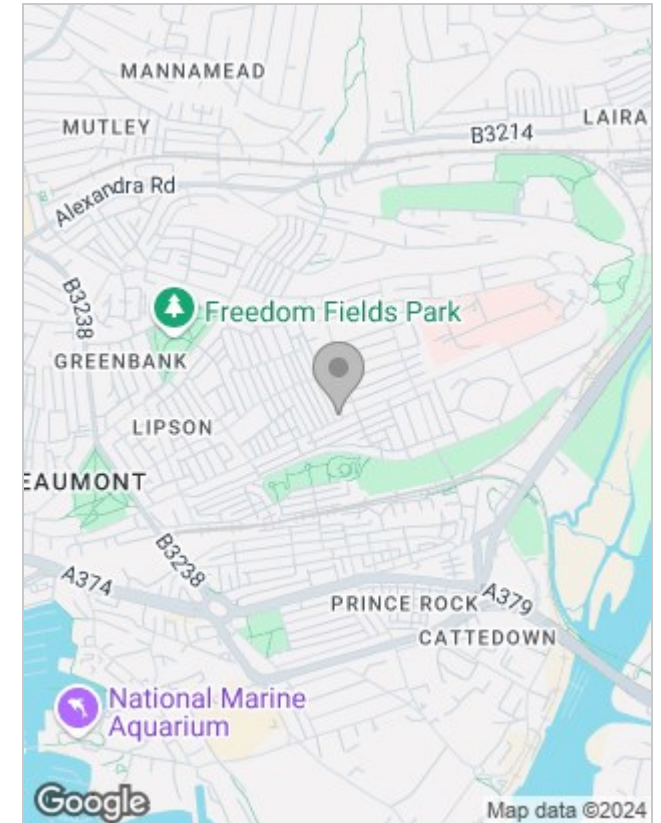 MANNAMEAD
MUTLEY
LAIRA
B3214
Alexandra Rd
B3238
Freedom Fields Park
GREENBANK
LIPSON
EAUMONT
B3238
A374
PRINCE ROCK
A379
CATTEDOWN
National Marine
Aquarium
Google
Map data ©2024